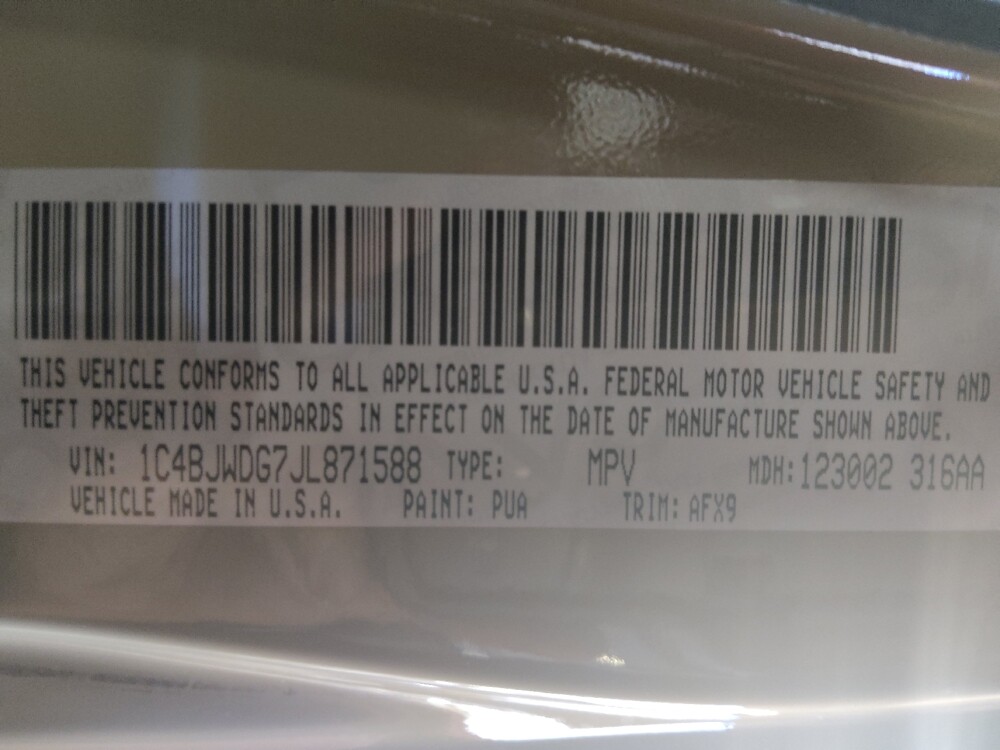 THIS VEHICLE CONFORMS TO ALL APPLICABLE U.S.A. FEDERAL MOTOR VEHICLE SAFETY AND
THEFT PREVENTION STANDARDS IN EFFECT ON THE DATE OF MANUFACTURE SHOWN ABOVE.
VIN: 1C4BJWDG7JL871588 TYPE: MPV MDH: 123002 316AA
VEHICLE MADE IN U.S.A. PAINT: PUA TRIM: AFX9